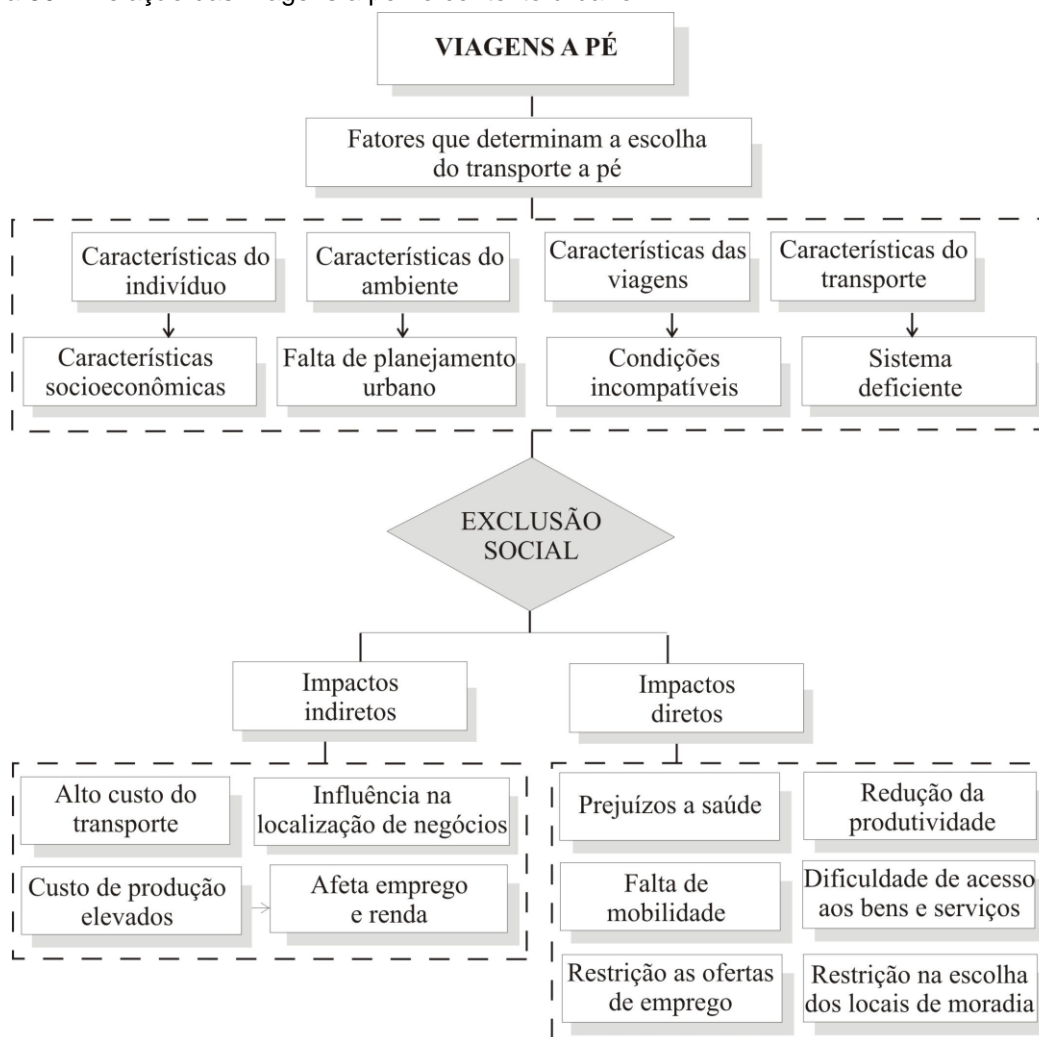 VIAGENS A PÉ
Fatores que determinam a escolha
do transporte a pé
Características do
indivíduo
Características do
ambiente
Características das
viagens
Características do
transporte
Características
socioeconômicas
Falta de planejamento
urbano
Condições
incompatíveis
Sistema
deficiente
EXCLUSÃO
SOCIAL
Impactos
indiretos
Impactos
diretos
Alto custo do
transporte
Influência na
localização de negócios
Custo de produção
elevados
Afeta emprego
e renda
Prejuízos a saúde
Redução da
produtividade
Falta de
mobilidade
Dificuldade de acesso
aos bens e serviços
Restrição as ofertas
de emprego
Restrição na escolha
dos locais de moradia